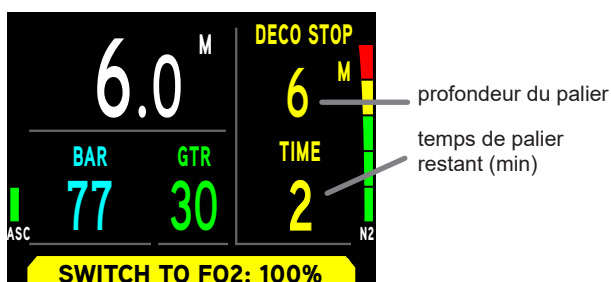 6.0 M
DECO STOP
6 M
profondeur du palier
BAR
77
GTR
30
TIME
2
temps de palier
restant (min)
ASC
N2
SWITCH TO FO2: 100%